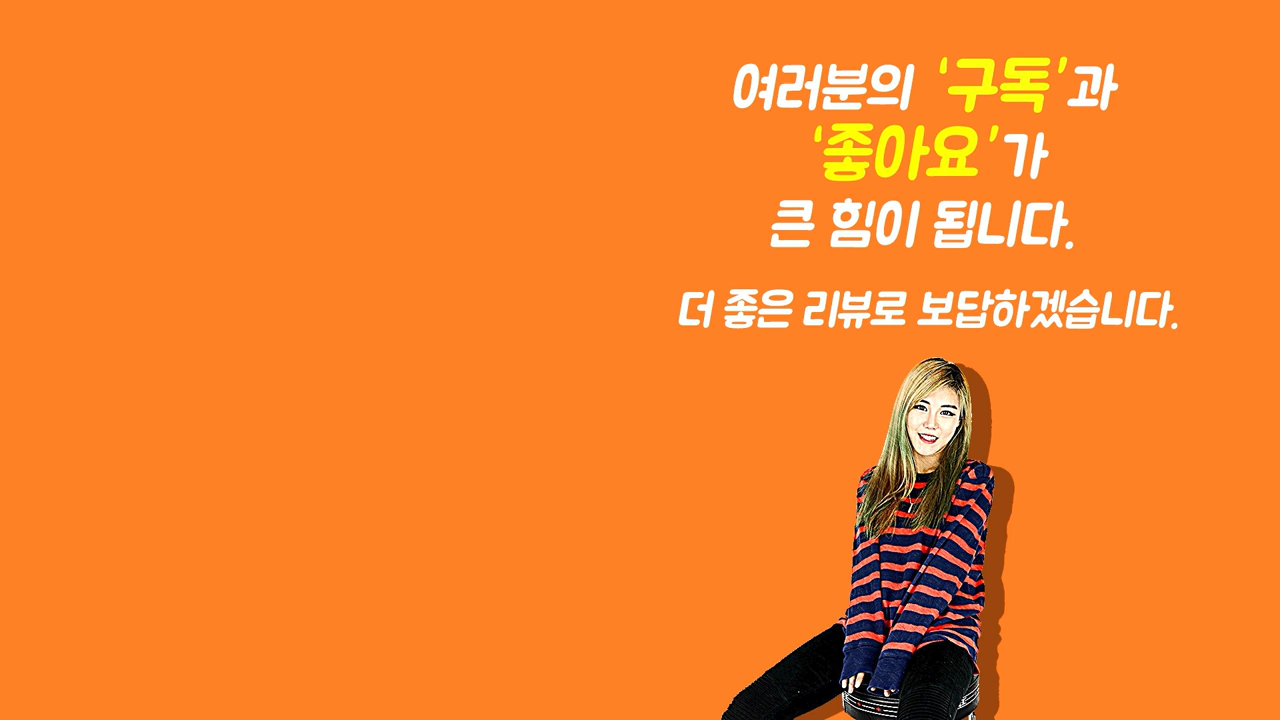 여러분의 ‘구독’과
‘좋아요’가
큰 힘이 됩니다.
더 좋은 리뷰로 보답하겠습니다.